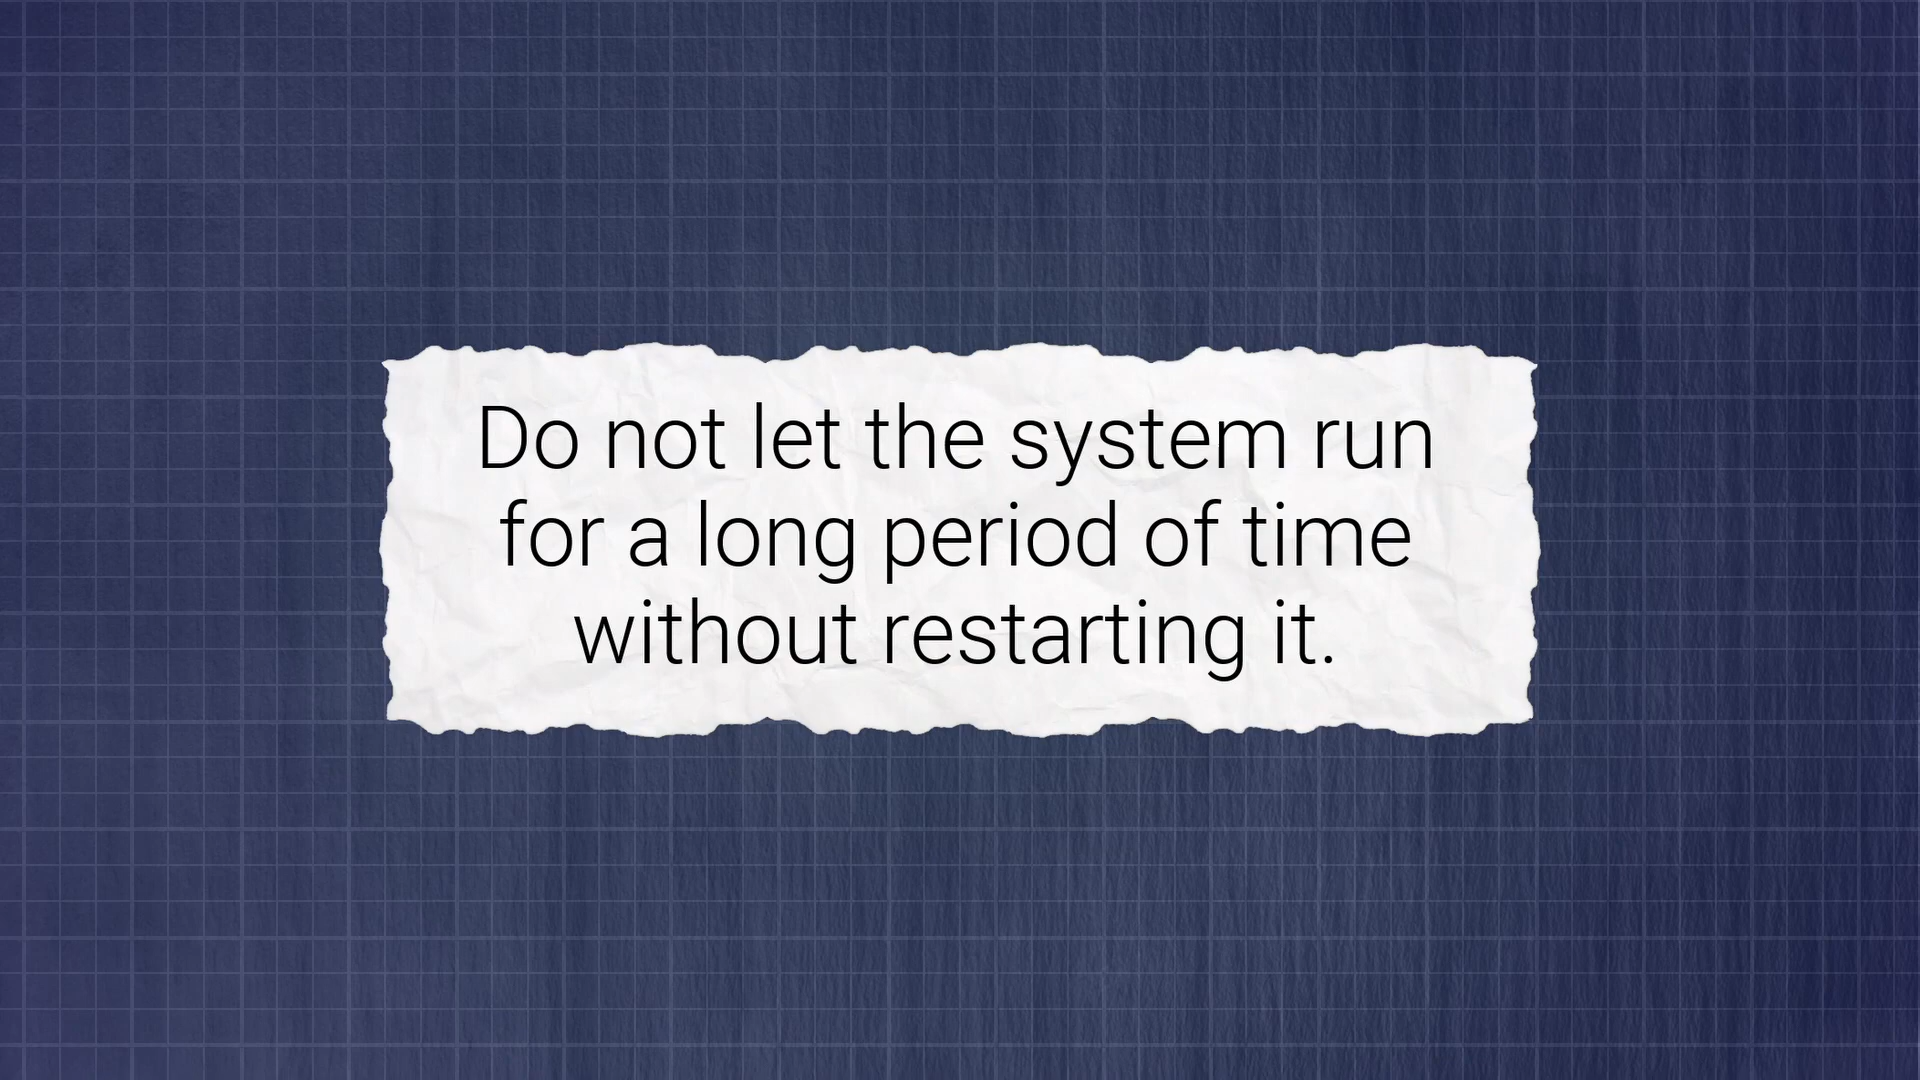 Do not let the system run
for a long period of time
without restarting it.